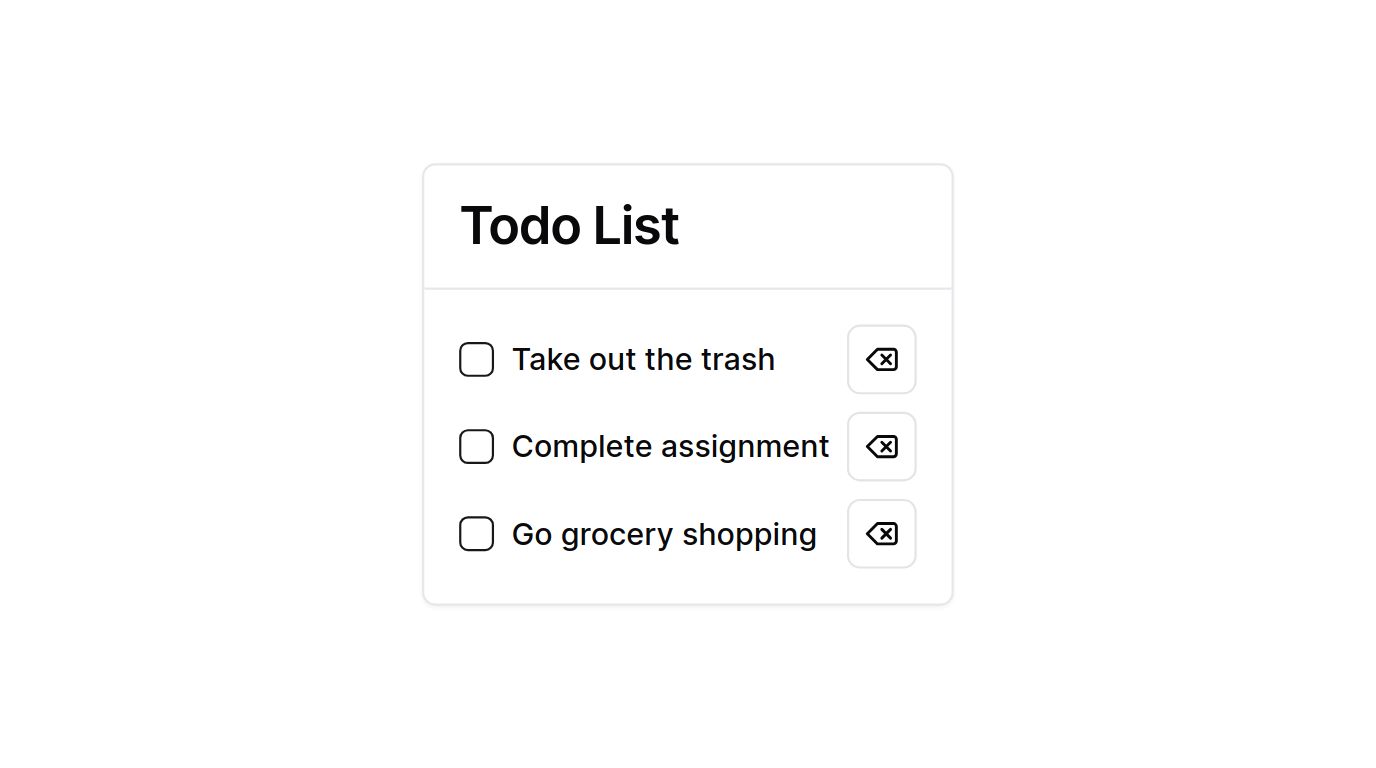 Todo List
Take out the trash
Complete assignment
Go grocery shopping